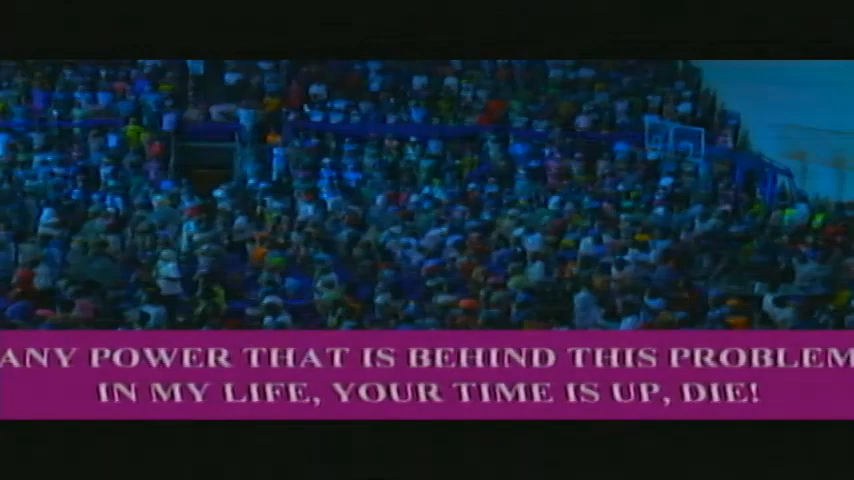 ANY POWER THAT IS BEHIND THIS PROBLEM
IN MY LIFE, YOUR TIME IS UP, DIE!